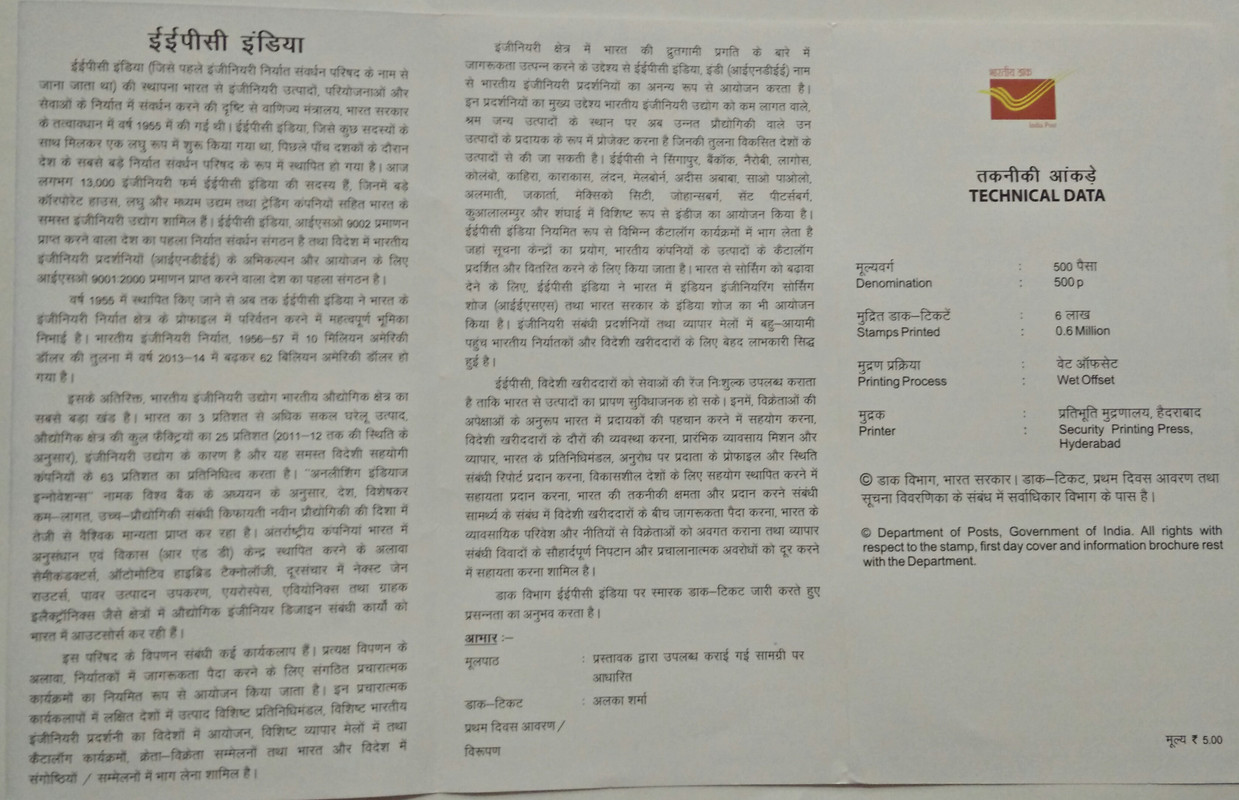 ईईपीसी इंडिया
ईईपीसी इंडिया (जिसे पहले इंजीनियरी निर्यात संवर्धन परिषद के नाम से
जाना जाता था) की स्थापना भारत से इंजीनियरी उत्पादों, परियोजनाओं और
सेवाओं के निर्यात में संवर्धन करने की दृष्टि से वाणिज्य मंत्रालय, भारत सरकार
के तत्वावधान में वर्ष 1955 में की गई थी। ईईपीसी इंडिया, जिसे कुछ सदस्यों के
साथ मिलकर एक लघु रूप में शुरू किया गया था, पिछले पाँच दशकों के दौरान
देश के सबसे बड़े निर्यात संवर्धन परिषद के रूप में स्थापित हो गया है। आज
लगभग 13,000 इंजीनियरी फर्म ईईपीसी इंडिया की सदस्य हैं, जिनमें बड़े
कॉरपोरेट हाउस, लघु और मध्यम उद्यम तथा ट्रेडिंग कंपनियों सहित भारत के
समस्त इंजीनियरी उद्योग शामिल हैं। ईईपीसी इंडिया, आईएसओ 9002 प्रमाणन
प्राप्त करने वाला देश का पहला निर्यात संवर्धन संगठन है तथा विदेश में भारतीय
इंजीनियरी प्रदर्शनियों (आईएनडीईई) के अभिकल्पन और आयोजन के लिए
आईएसओ 9001:2000 प्रमाणन प्राप्त करने वाला देश का पहला संगठन है।
वर्ष 1955 में स्थापित किए जाने से अब तक ईईपीसी इंडिया ने भारत के
इंजीनियरी निर्यात क्षेत्र के प्रोफाइल में परिर्वतन करने में महत्वपूर्ण भूमिका
निभाई है। भारतीय इंजीनियरी निर्यात, 1956–57 में 10 मिलियन अमेरिकी
डॉलर की तुलना में वर्ष 2013–14 में बढ़कर 62 बिलियन अमेरिकी डॉलर हो
गया है।
इसके अतिरिक्त, भारतीय इंजीनियरी उद्योग भारतीय औद्योगिक क्षेत्र का
सबसे बड़ा खंड है। भारत का 3 प्रतिशत से अधिक सकल घरेलू उत्पाद,
औद्योगिक क्षेत्र की कुल फैक्ट्रियों का 25 प्रतिशत (2011–12 तक की स्थिति के
अनुसार), इंजीनियरी उद्योग के कारण है और यह समस्त विदेशी सहयोगी
कंपनियों के 63 प्रतिशत का प्रतिनिधित्व करता है। "अनलीशिंग इंडियाज
इन्नोवेशन्स" नामक विश्व बैंक के अध्ययन के अनुसार, देश, विशेषकर
कम–लागत, उच्च–प्रौद्योगिकी संबंधी किफायती नवीन प्रौद्योगिकी की दिशा में
तेजी से वैश्विक मान्यता प्राप्त कर रहा है। अंतर्राष्ट्रीय कंपनियां भारत में
अनुसंधान एवं विकास (आर एंड डी) केन्द्र स्थापित करने के अलावा
सेमीकंडक्टर्स, ऑटोमोटिव हाइब्रिड टैक्नोलॉजी, दूरसंचार में नेक्स्ट जेन
राउटर्स, पावर उत्पादन उपकरण, एयरोस्पेस, एवियोनिक्स तथा ग्राहक
इलैक्ट्रॉनिक्स जैसे क्षेत्रों में औद्योगिक इंजीनियर डिजाइन संबंधी कार्यों को
भारत में आउटसोर्स कर रही हैं।
इस परिषद के विपणन संबंधी कई कार्यकलाप हैं। प्रत्यक्ष विपणन के
अलावा, निर्यातकों में जागरूकता पैदा करने के लिए संगठित प्रचारात्मक
कार्यक्रमों का नियमित रूप से आयोजन किया जाता है। इन प्रचारात्मक
कार्यकलापों में लक्षित देशों में उत्पाद विशिष्ट प्रतिनिधिमंडल, विशिष्ट भारतीय
इंजीनियरी प्रदर्शनी का विदेशों में आयोजन, विशिष्ट व्यापार मेलों में तथा
कैटालॉग कार्यक्रमों, क्रेता–विक्रेता सम्मेलनों तथा भारत और विदेश में
संगोष्ठियों / सम्मेलनों में भाग लेना शामिल है।
इंजीनियरी क्षेत्र में भारत की द्रुतगामी प्रगति के बारे में
जागरूकता उत्पन्न करने के उद्देश्य से ईईपीसी इंडिया, इंडी (आईएनडीईई) नाम
से भारतीय इंजीनियरी प्रदर्शनियों का अनन्य रूप से आयोजन करता है।
इन प्रदर्शनियों का मुख्य उद्देश्य भारतीय इंजीनियरी उद्योग को कम लागत वाले,
श्रम जन्य उत्पादों के स्थान पर अब उन्नत प्रौद्योगिकी वाले उन
उत्पादों के प्रदायक के रूप में प्रोजेक्ट करना है जिनकी तुलना विकसित देशों के
उत्पादों से की जा सकती है। ईईपीसी ने सिंगापुर, बैंकॉक, नैरोबी, लागोस,
कोलंबो, काहिरा, काराकास, लंदन, मेलबोर्न, अदीस अबाबा, साओ पाओलो,
अलमाती, जकार्ता, मेक्सिको सिटी, जोहान्सबर्ग, सेंट पीटर्सबर्ग,
कुआलालम्पुर और शंघाई में विशिष्ट रूप से इंडीज का आयोजन किया है।
ईईपीसी इंडिया नियमित रूप से विभिन्न कैटालॉग कार्यक्रमों में भाग लेता है
जहां सूचना केन्द्रों का प्रयोग, भारतीय कंपनियों के उत्पादों के कैटालॉग
प्रदर्शित और वितरित करने के लिए किया जाता है। भारत से सोर्सिंग को बढ़ावा
देने के लिए, ईईपीसी इंडिया ने भारत में इंडियन इंजीनियरिंग सोर्सिंग
शोज (आईईएसएस) तथा भारत सरकार के इंडिया शोज का भी आयोजन
किया है। इंजीनियरी संबंधी प्रदर्शनियों तथा व्यापार मेलों में बहु–आयामी
पहुंच भारतीय निर्यातकों और विदेशी खरीददारों के लिए बेहद लाभकारी सिद्ध
हुई है।
ईईपीसी, विदेशी खरीददारों को सेवाओं की रेंज निःशुल्क उपलब्ध कराता
है ताकि भारत से उत्पादों का प्रापण सुविधाजनक हो सके। इनमें, विक्रेताओं की
अपेक्षाओं के अनुरूप भारत में प्रदायकों की पहचान करने में सहयोग करना,
विदेशी खरीददारों के दौरों की व्यवस्था करना, प्रारंभिक व्यावसाय मिशन और
व्यापार, भारत के प्रतिनिधिमंडल, अनुरोध पर प्रदाता के प्रोफाइल और स्थिति
संबंधी रिपोर्ट प्रदान करना, विकासशील देशों के लिए सहयोग स्थापित करने में
सहायता प्रदान करना, भारत की तकनीकी क्षमता और प्रदान करने संबंधी
सामर्थ्य के संबंध में विदेशी खरीददारों के बीच जागरूकता पैदा करना, भारत के
व्यावसायिक परिवेश और नीतियों से विक्रेताओं को अवगत कराना तथा व्यापार
संबंधी विवादों के सौहार्दपूर्ण निपटान और प्रचालानात्मक अवरोधों को दूर करने
में सहायता करना शामिल है।
डाक विभाग ईईपीसी इंडिया पर स्मारक डाक–टिकट जारी करते हुए
प्रसन्नता का अनुभव करता है।
आभार :–
मूलपाठ : प्रस्तावक द्वारा उपलब्ध कराई गई सामग्री पर
आधारित
डाक–टिकट : अलका शर्मा
प्रथम दिवस आवरण /
विरूपण
भारतीय डाक
India Post
तकनीकी आंकड़े
TECHNICAL DATA
मूल्यवर्ग : 500 पैसा
Denomination : 500 p
मुद्रित डाक–टिकटें : 6 लाख
Stamps Printed : 0.6 Million
मुद्रण प्रक्रिया : वेट ऑफसेट
Printing Process : Wet Offset
मुद्रक : प्रतिभूति मुद्रणालय, हैदराबाद
Printer : Security Printing Press,
Hyderabad
© डाक विभाग, भारत सरकार। डाक–टिकट, प्रथम दिवस आवरण तथा
सूचना विवरणिका के संबंध में सर्वाधिकार विभाग के पास है।
© Department of Posts, Government of India. All rights with
respect to the stamp, first day cover and information brochure rest
with the Department.
मूल्य ₹ 5.00